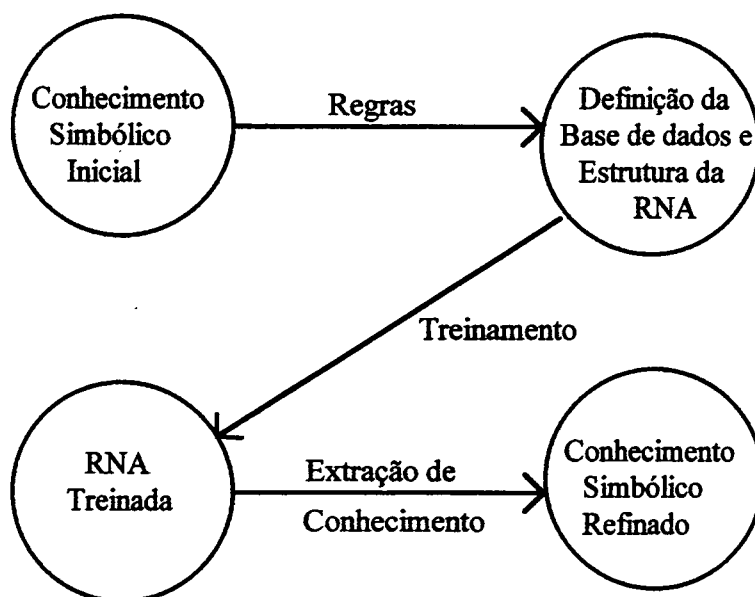 Conhecimento
Simbólico
Inicial
Regras
Definição da
Base de dados e
Estrutura da
RNA
Treinamento
RNA
Treinada
Extração de
Conhecimento
Conhecimento
Simbólico
Refinado